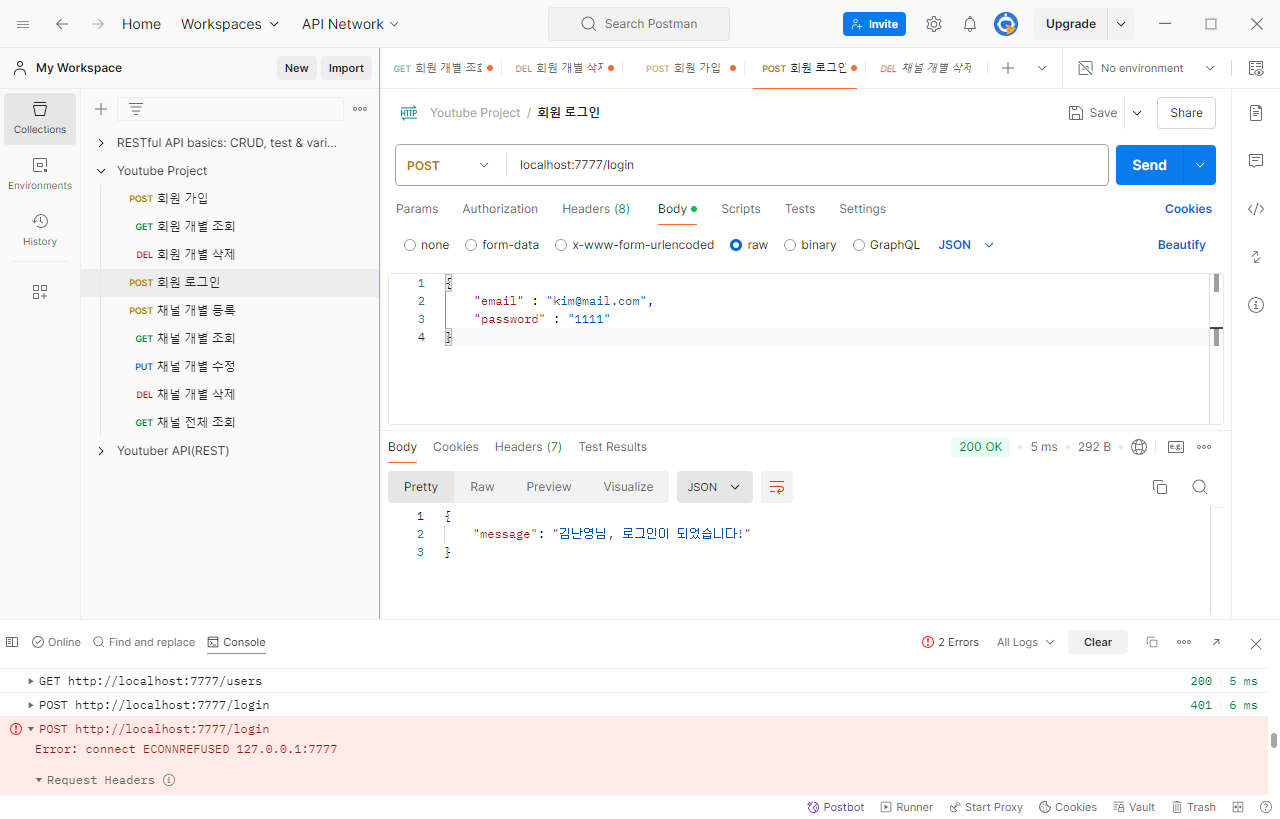 Home Workspaces API Network Search Postman Invite Upgrade
My Workspace New Import
GET 회원 개별 조회 DEL 회원 개별 삭제 POST 회원 가입 POST 회원 로그인 DEL 채널 개별 삭제 No environment
Collections
Environments
History
RESTful API basics: CRUD, test & vari...
Youtube Project
POST 회원 가입
GET 회원 개별 조회
DEL 회원 개별 삭제
POST 회원 로그인
POST 채널 개별 등록
GET 채널 개별 조회
PUT 채널 개별 수정
DEL 채널 개별 삭제
GET 채널 전체 조회
Youtuber API(REST)
HTTP Youtube Project / 회원 로그인 Save Share
POST localhost:7777/login Send
Params Authorization Headers (8) Body Scripts Tests Settings Cookies
none form-data x-www-form-urlencoded raw binary GraphQL JSON Beautify
1 {
2 "email" : "kim@mail.com",
3 "password" : "1111"
4 }
Body Cookies Headers (7) Test Results 200 OK 5 ms 292 B e.g.
Pretty Raw Preview Visualize JSON
1 {
2 "message": "김난영님, 로그인이 되었습니다!"
3 }
Online Find and replace Console 2 Errors All Logs Clear
GET http://localhost:7777/users 200 5 ms
POST http://localhost:7777/login 401 6 ms
POST http://localhost:7777/login
Error: connect ECONNREFUSED 127.0.0.1:7777
Request Headers
Postbot Runner Start Proxy Cookies Vault Trash